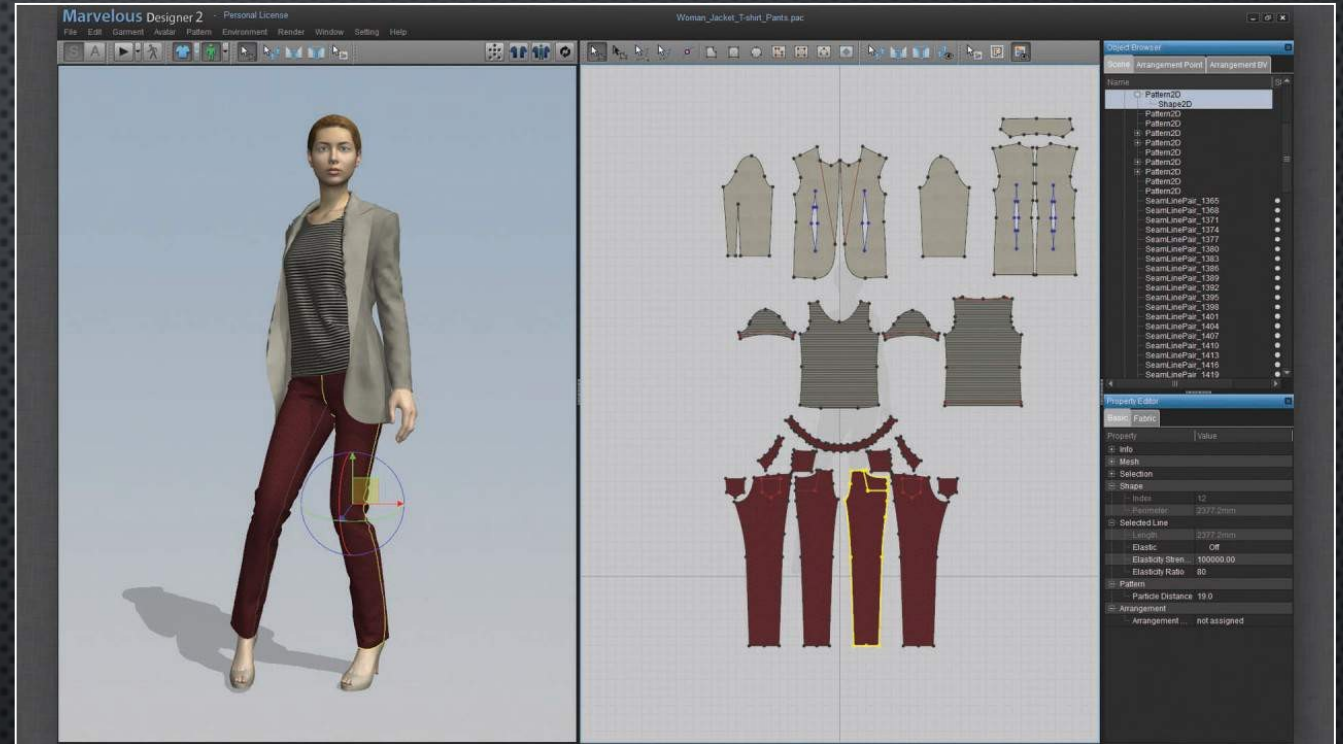 Marvelous Designer 2 - Personal License
Woman_Jacket_T-shirt_Pants.pac
File Edit Garment Avatar Pattern Environment Render Window Setting Help
S A
Object Browser
Scene Arrangement Point Arrangement BV
Name
Pattern2D
Shape2D
Pattern2D
Pattern2D
Pattern2D
Pattern2D
Pattern2D
Pattern2D
Pattern2D
Pattern2D
Pattern2D
SeamLinePair_1365
SeamLinePair_1368
SeamLinePair_1371
SeamLinePair_1374
SeamLinePair_1377
SeamLinePair_1380
SeamLinePair_1383
SeamLinePair_1386
SeamLinePair_1389
SeamLinePair_1392
SeamLinePair_1395
SeamLinePair_1398
SeamLinePair_1401
SeamLinePair_1404
SeamLinePair_1407
SeamLinePair_1410
SeamLinePair_1413
SeamLinePair_1416
SeamLinePair_1419
Property Editor
Basic Fabric
Property Value
Info
Mesh
Selection
Shape
Index 12
Perimeter 2377.2mm
Selected Line
Length 2377.2mm
Elastic Off
Elasticity Stren... 100000.00
Elasticity Ratio 80
Pattern
Particle Distance 19.0
Arrangement
Arrangement ... not assigned